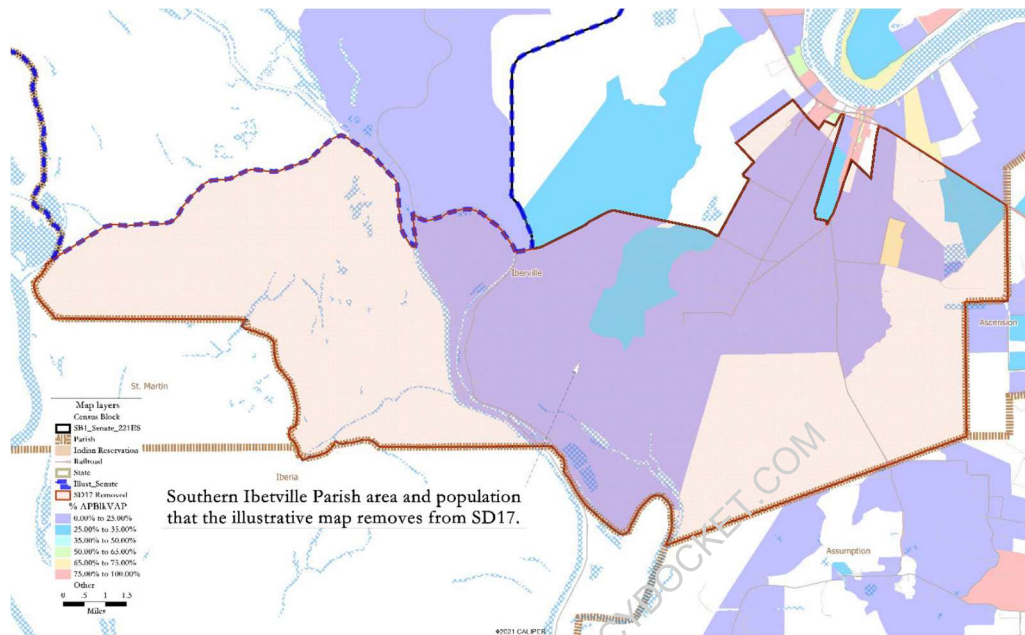 Iberville
Ascension
St. Martin
Map layers
Census Block
SB1_Senate_221ES
Parish
Indian Reservation
Railroad
State
Illust_Senate
SD17 Removed
% APBlkVAP
0.00% to 25.00%
25.00% to 35.00%
35.00% to 50.00%
50.00% to 65.00%
65.00% to 75.00%
75.00% to 100.00%
Other
0 .5 1 1.5
Miles
Iberia
Southern Iberville Parish area and population
that the illustrative map removes from SD17.
Assumption
©2021 CALIPER
CYDOCKET.COM